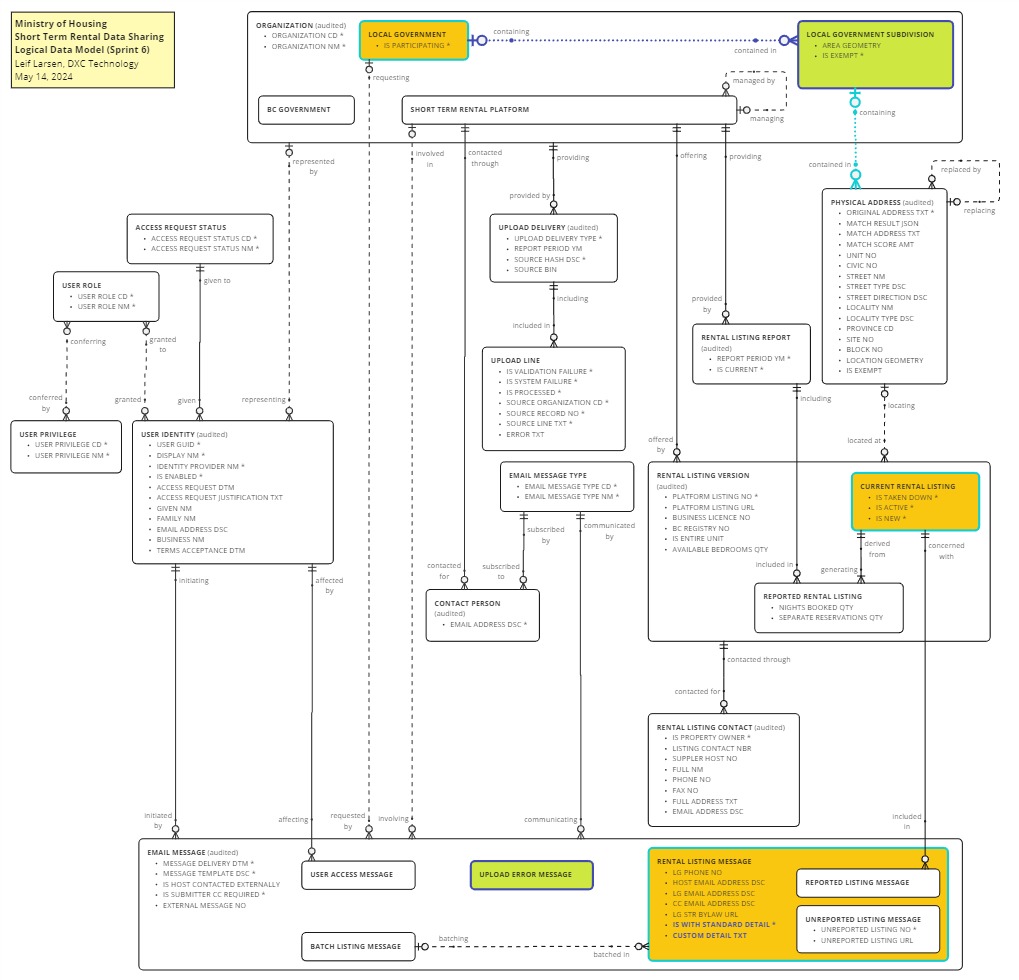 Ministry of Housing
Short Term Rental Data Sharing
Logical Data Model (Sprint 6)
Leif Larsen, DXC Technology
May 14, 2024
ORGANIZATION (audited)
• ORGANIZATION CD *
• ORGANIZATION NM *
LOCAL GOVERNMENT
• IS PARTICIPATING *
containing
contained in
LOCAL GOVERNMENT SUBDIVISION
• AREA GEOMETRY
• IS EXEMPT *
requesting
managed by
managing
BC GOVERNMENT
SHORT TERM RENTAL PLATFORM
containing
contained in
represented
by
involved
in
contacted
through
providing
offering
providing
replaced by
replacing
provided by
ACCESS REQUEST STATUS
• ACCESS REQUEST STATUS CD *
• ACCESS REQUEST STATUS NM *
given to
UPLOAD DELIVERY (audited)
• UPLOAD DELIVERY TYPE *
• REPORT PERIOD YM
• SOURCE HASH DSC *
• SOURCE BIN
including
included in
PHYSICAL ADDRESS (audited)
• ORIGINAL ADDRESS TXT *
• MATCH RESULT JSON
• MATCH ADDRESS TXT
• MATCH SCORE AMT
• UNIT NO
• CIVIC NO
• STREET NM
• STREET TYPE DSC
• STREET DIRECTION DSC
• LOCALITY NM
• LOCALITY TYPE DSC
• PROVINCE CD
• SITE NO
• BLOCK NO
• LOCATION GEOMETRY
• IS EXEMPT
USER ROLE
• USER ROLE CD *
• USER ROLE NM *
conferring
granted
to
provided
by
RENTAL LISTING REPORT
(audited)
• REPORT PERIOD YM *
• IS CURRENT *
including
locating
located at
UPLOAD LINE
• IS VALIDATION FAILURE *
• IS SYSTEM FAILURE *
• IS PROCESSED *
• SOURCE ORGANIZATION CD *
• SOURCE RECORD NO *
• SOURCE LINE TXT *
• ERROR TXT
conferred
by
granted
given
representing
USER PRIVILEGE
• USER PRIVILEGE CD *
• USER PRIVILEGE NM *
USER IDENTITY (audited)
• USER GUID *
• DISPLAY NM *
• IDENTITY PROVIDER NM *
• IS ENABLED *
• ACCESS REQUEST DTM
• ACCESS REQUEST JUSTIFICATION TXT
• GIVEN NM
• FAMILY NM
• EMAIL ADDRESS DSC
• BUSINESS NM
• TERMS ACCEPTANCE DTM
offered
by
EMAIL MESSAGE TYPE
• EMAIL MESSAGE TYPE CD *
• EMAIL MESSAGE TYPE NM *
subscribed
by
communicated
by
RENTAL LISTING VERSION
(audited)
• PLATFORM LISTING NO *
• PLATFORM LISTING URL
• BUSINESS LICENCE NO
• BC REGISTRY NO
• IS ENTIRE UNIT
• AVAILABLE BEDROOMS QTY
CURRENT RENTAL LISTING
• IS TAKEN DOWN *
• IS ACTIVE *
• IS NEW *
derived
from
concerned
with
included in
generating
REPORTED RENTAL LISTING
• NIGHTS BOOKED QTY
• SEPARATE RESERVATIONS QTY
contacted
for
subscribed
to
CONTACT PERSON
(audited)
• EMAIL ADDRESS DSC *
initiating
affected
by
contacted through
contacted for
RENTAL LISTING CONTACT (audited)
• IS PROPERTY OWNER *
• LISTING CONTACT NBR
• SUPPLER HOST NO
• FULL NM
• PHONE NO
• FAX NO
• FULL ADDRESS TXT
• EMAIL ADDRESS DSC
initiated
by
affecting
requested
by
involving
communicating
included
in
EMAIL MESSAGE (audited)
• MESSAGE DELIVERY DTM *
• MESSAGE TEMPLATE DSC *
• IS HOST CONTACTED EXTERNALLY
• IS SUBMITTER CC REQUIRED *
• EXTERNAL MESSAGE NO
USER ACCESS MESSAGE
UPLOAD ERROR MESSAGE
RENTAL LISTING MESSAGE
• LG PHONE NO
• HOST EMAIL ADDRESS DSC
• LG EMAIL ADDRESS DSC
• CC EMAIL ADDRESS DSC
• LG STR BYLAW URL
• IS WITH STANDARD DETAIL *
• CUSTOM DETAIL TXT
REPORTED LISTING MESSAGE
UNREPORTED LISTING MESSAGE
• UNREPORTED LISTING NO *
• UNREPORTED LISTING URL
BATCH LISTING MESSAGE
batching
batched in